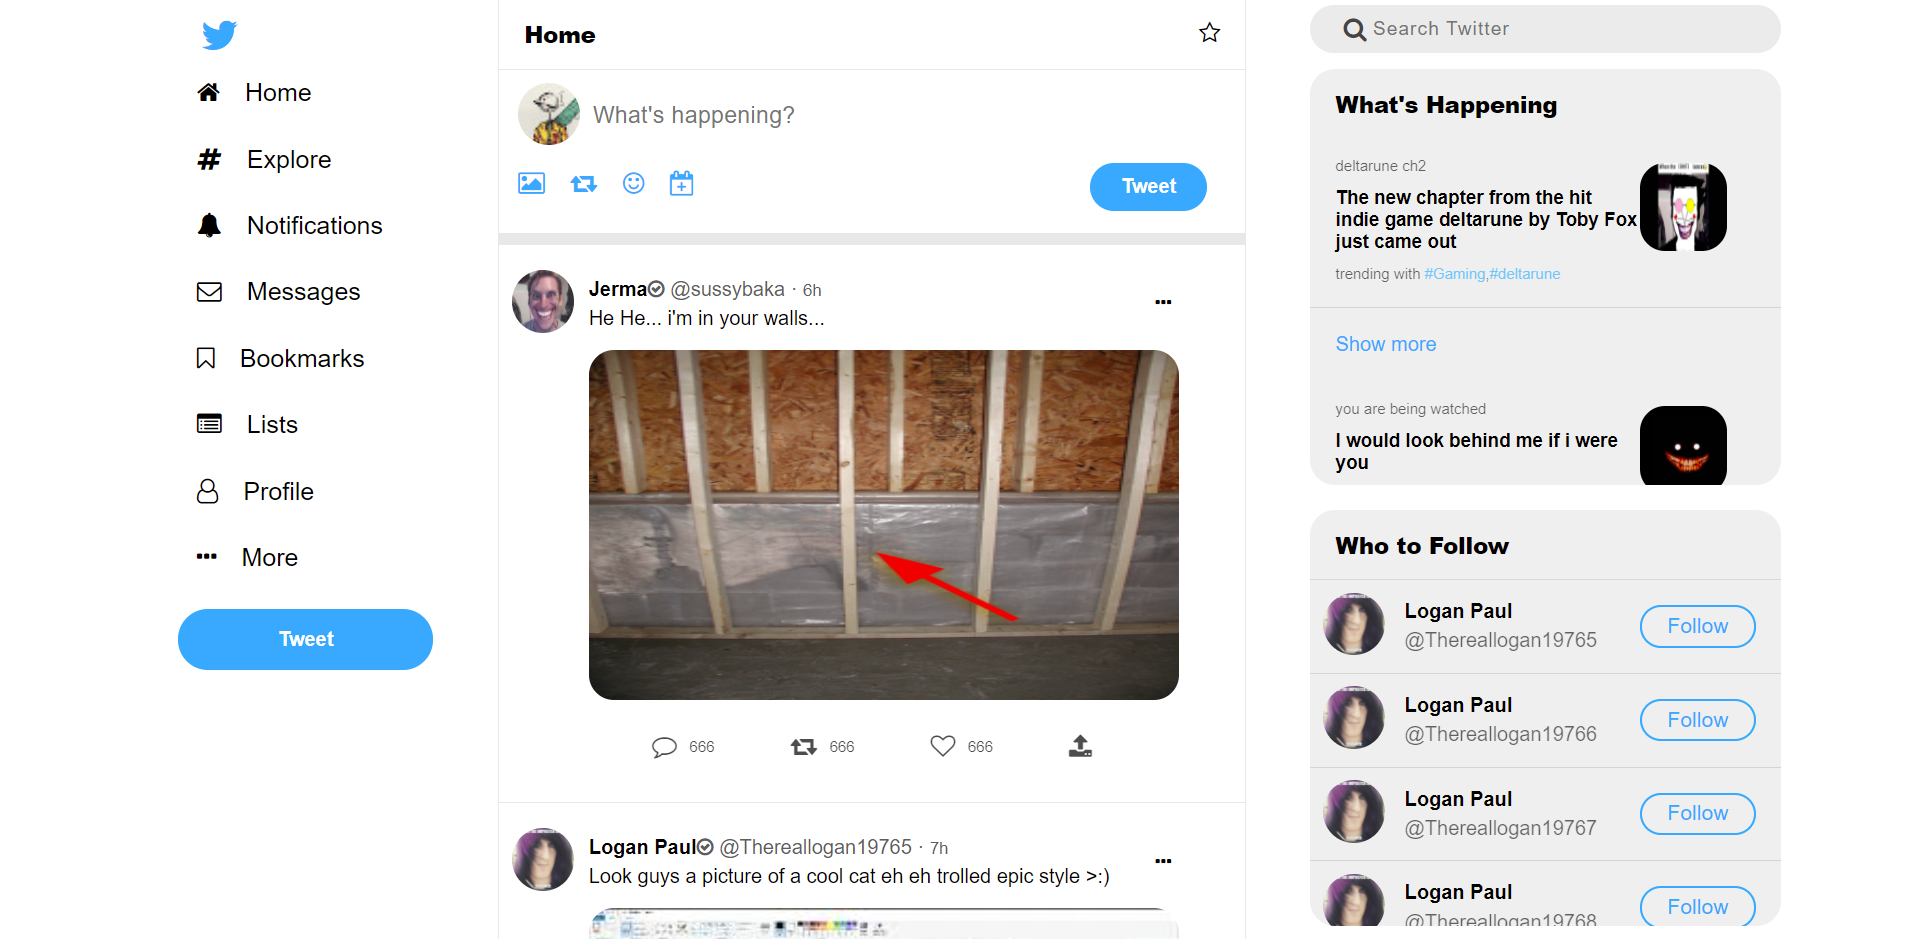 Home
Explore
Notifications
Messages
Bookmarks
Lists
Profile
More
Tweet
Home
What's happening?
Tweet
Jerma @sussybaka · 6h
He He... i'm in your walls...
666
666
666
Logan Paul @Thereallogan19765 · 7h
Look guys a picture of a cool cat eh eh trolled epic style >:)
Search Twitter
What's Happening
deltarune ch2
The new chapter from the hit
indie game deltarune by Toby Fox
just came out
trending with #Gaming,#deltarune
Show more
you are being watched
I would look behind me if i were
you
Who to Follow
Logan Paul
@Thereallogan19765
Follow
Logan Paul
@Thereallogan19766
Follow
Logan Paul
@Thereallogan19767
Follow
Logan Paul
@Thereallogan19768
Follow